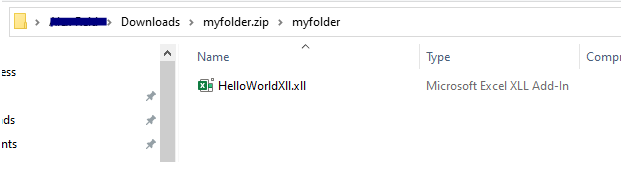 Downloads > myfolder.zip > myfolder
Name Type Compr
HelloWorldXll.xll Microsoft Excel XLL Add-In
ess
ds
nts